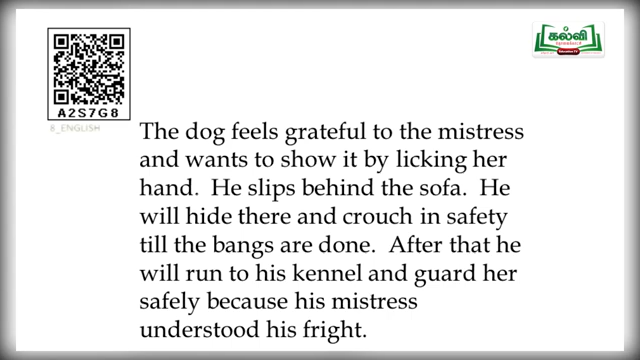 கல்வி
A2S7G8
8_ENGLISH
The dog feels grateful to the mistress
and wants to show it by licking her
hand. He slips behind the sofa. He
will hide there and crouch in safety
till the bangs are done. After that he
will run to his kennel and guard her
safely because his mistress
understood his fright.